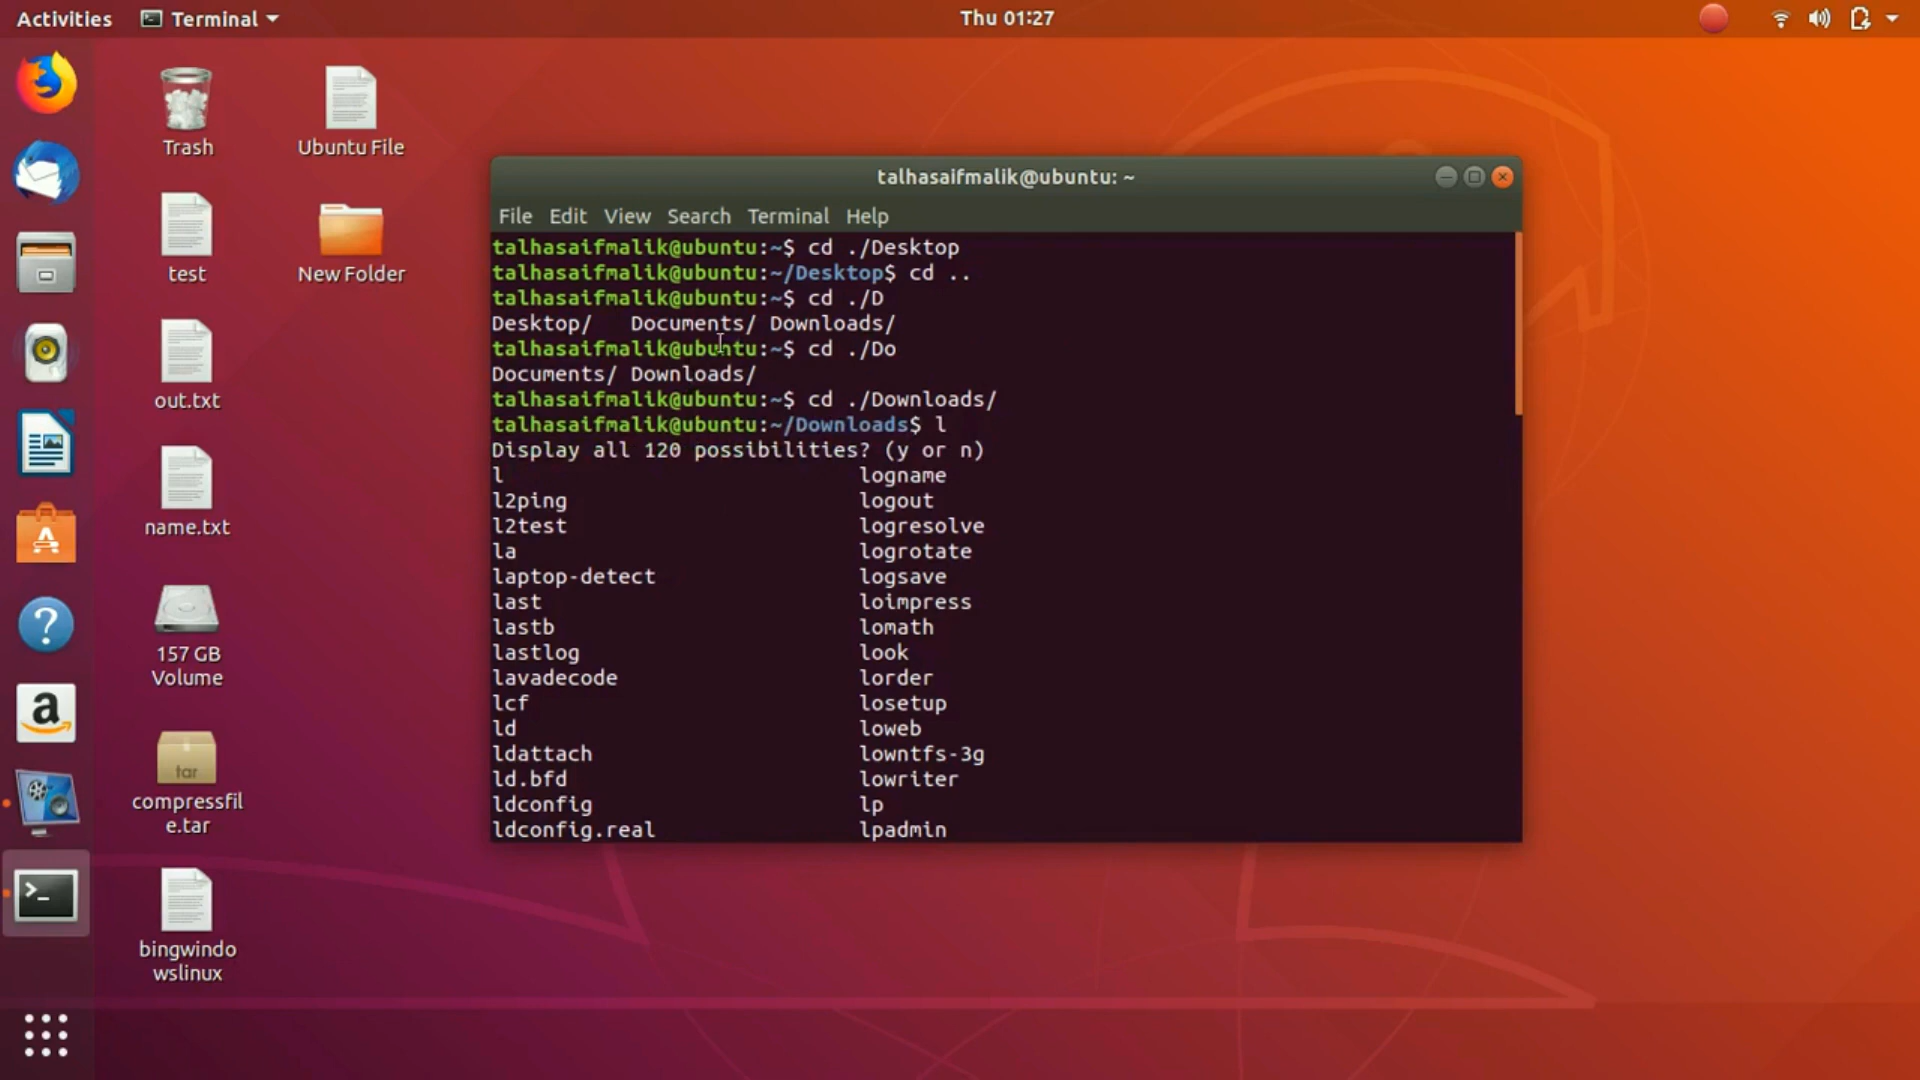 Activities
Terminal
Thu 01:27
Trash
Ubuntu File
test
New Folder
out.txt
name.txt
157 GB
Volume
tar
compressfil
e.tar
bingwindo
wslinux
talhasaifmalik@ubuntu: ~
File Edit View Search Terminal Help
talhasaifmalik@ubuntu:~$ cd ./Desktop
talhasaifmalik@ubuntu:~/Desktop$ cd ..
talhasaifmalik@ubuntu:~$ cd ./D
Desktop/ Documents/ Downloads/
talhasaifmalik@ubuntu:~$ cd ./Do
Documents/ Downloads/
talhasaifmalik@ubuntu:~$ cd ./Downloads/
talhasaifmalik@ubuntu:~/Downloads$ l
Display all 120 possibilities? (y or n)
l logname
l2ping logout
l2test logresolve
la logrotate
laptop-detect logsave
last loimpress
lastb lomath
lastlog look
lavadecode lorder
lcf losetup
ld loweb
ldattach lowntfs-3g
ld.bfd lowriter
ldconfig lp
ldconfig.real lpadmin